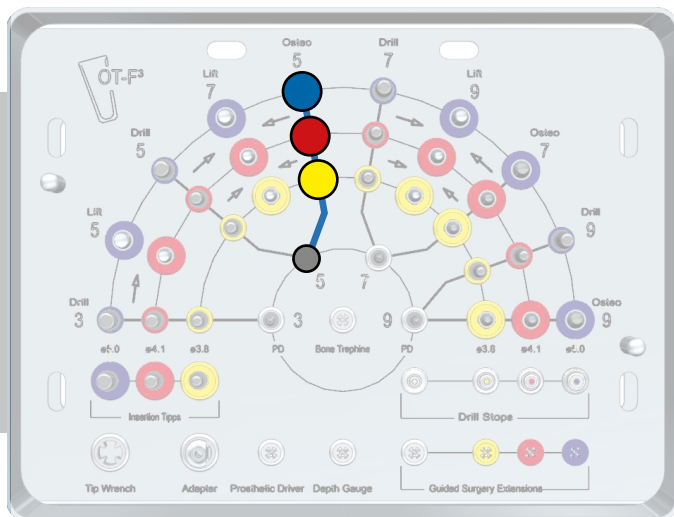 Osteo
5
Drill
7
OT-F³
Lift
7
Lift
9
Drill
5
Osteo
7
Lift
5
Drill
9
5
7
Drill
3
3
9
Osteo
9
ø5.0
ø4.1
ø3.8
PD
Bone Trephine
PD
ø3.8
ø4.1
ø5.0
Insertion Tipps
Drill Stops
Tip Wrench
Adapter
Prosthetic Driver
Depth Gauge
Guided Surgery Extensions